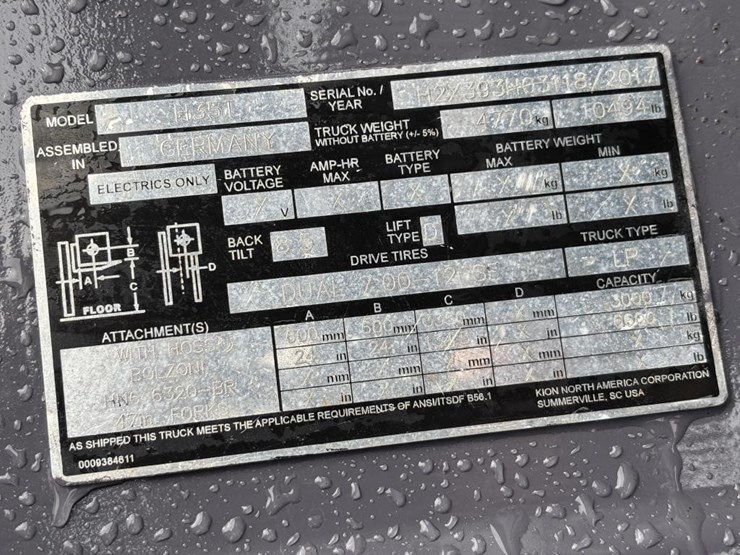 MODEL H35T
SERIAL No. / YEAR H2X393H03118/2017
ASSEMBLED IN GERMANY
TRUCK WEIGHT WITHOUT BATTERY (+/- 5%) 4770 kg 10494 lb
ELECTRICS ONLY
BATTERY VOLTAGE X V
AMP-HR MAX X
BATTERY TYPE X
BATTERY WEIGHT
MAX X kg X lb
MIN X kg X lb
BACK TILT
LIFT TYPE
TRUCK TYPE LP
DRIVE TIRES
DUAL 7.00
A B C D CAPACITY
A
B
C
D
FLOOR
ATTACHMENT(S)
WITH
BOLZONI
FORK
600 mm 600 mm X mm X mm 3000 / kg
24 in 24 in X in X in 6600 / lb
X mm X mm X mm X mm X kg
X in X in X in X in X lb
AS SHIPPED THIS TRUCK MEETS THE APPLICABLE REQUIREMENTS OF ANSI/ITSDF B56.1
KION NORTH AMERICA CORPORATION
SUMMERVILLE, SC USA
0009384611